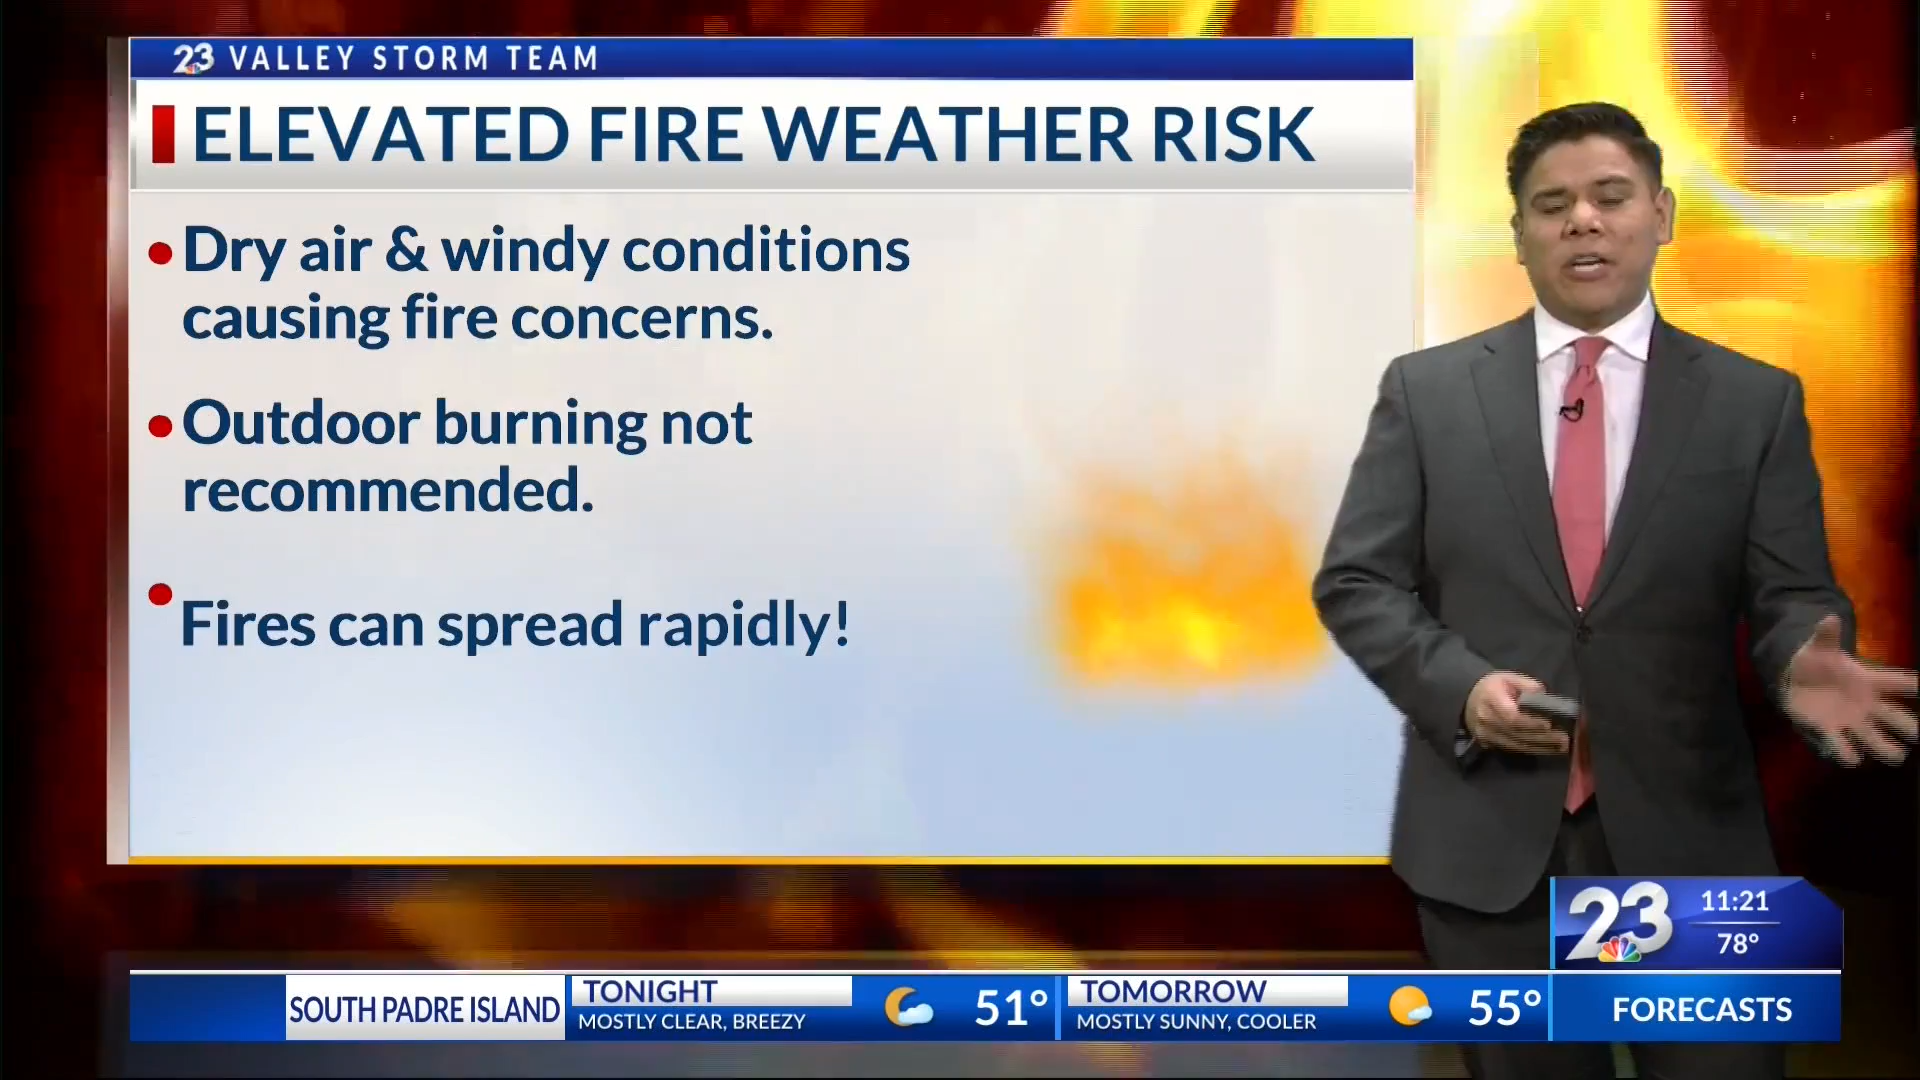 23 VALLEY STORM TEAM
ELEVATED FIRE WEATHER RISK
Dry air & windy conditions
causing fire concerns.
Outdoor burning not
recommended.
Fires can spread rapidly!
23
11:21
78°
SOUTH PADRE ISLAND
TONIGHT
MOSTLY CLEAR, BREEZY
51°
TOMORROW
MOSTLY SUNNY, COOLER
55°
FORECASTS